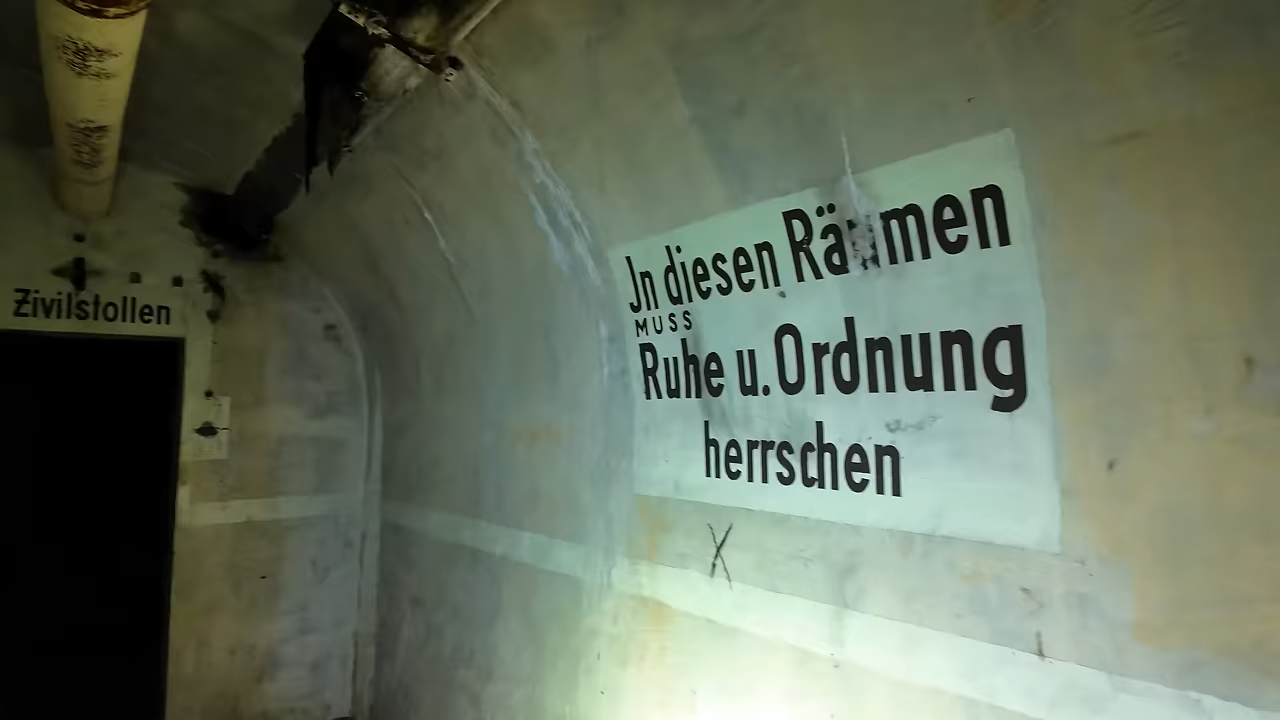 Zivilstollen
Jn diesen Räumen
MUSS
Ruhe u. Ordnung
herrschen